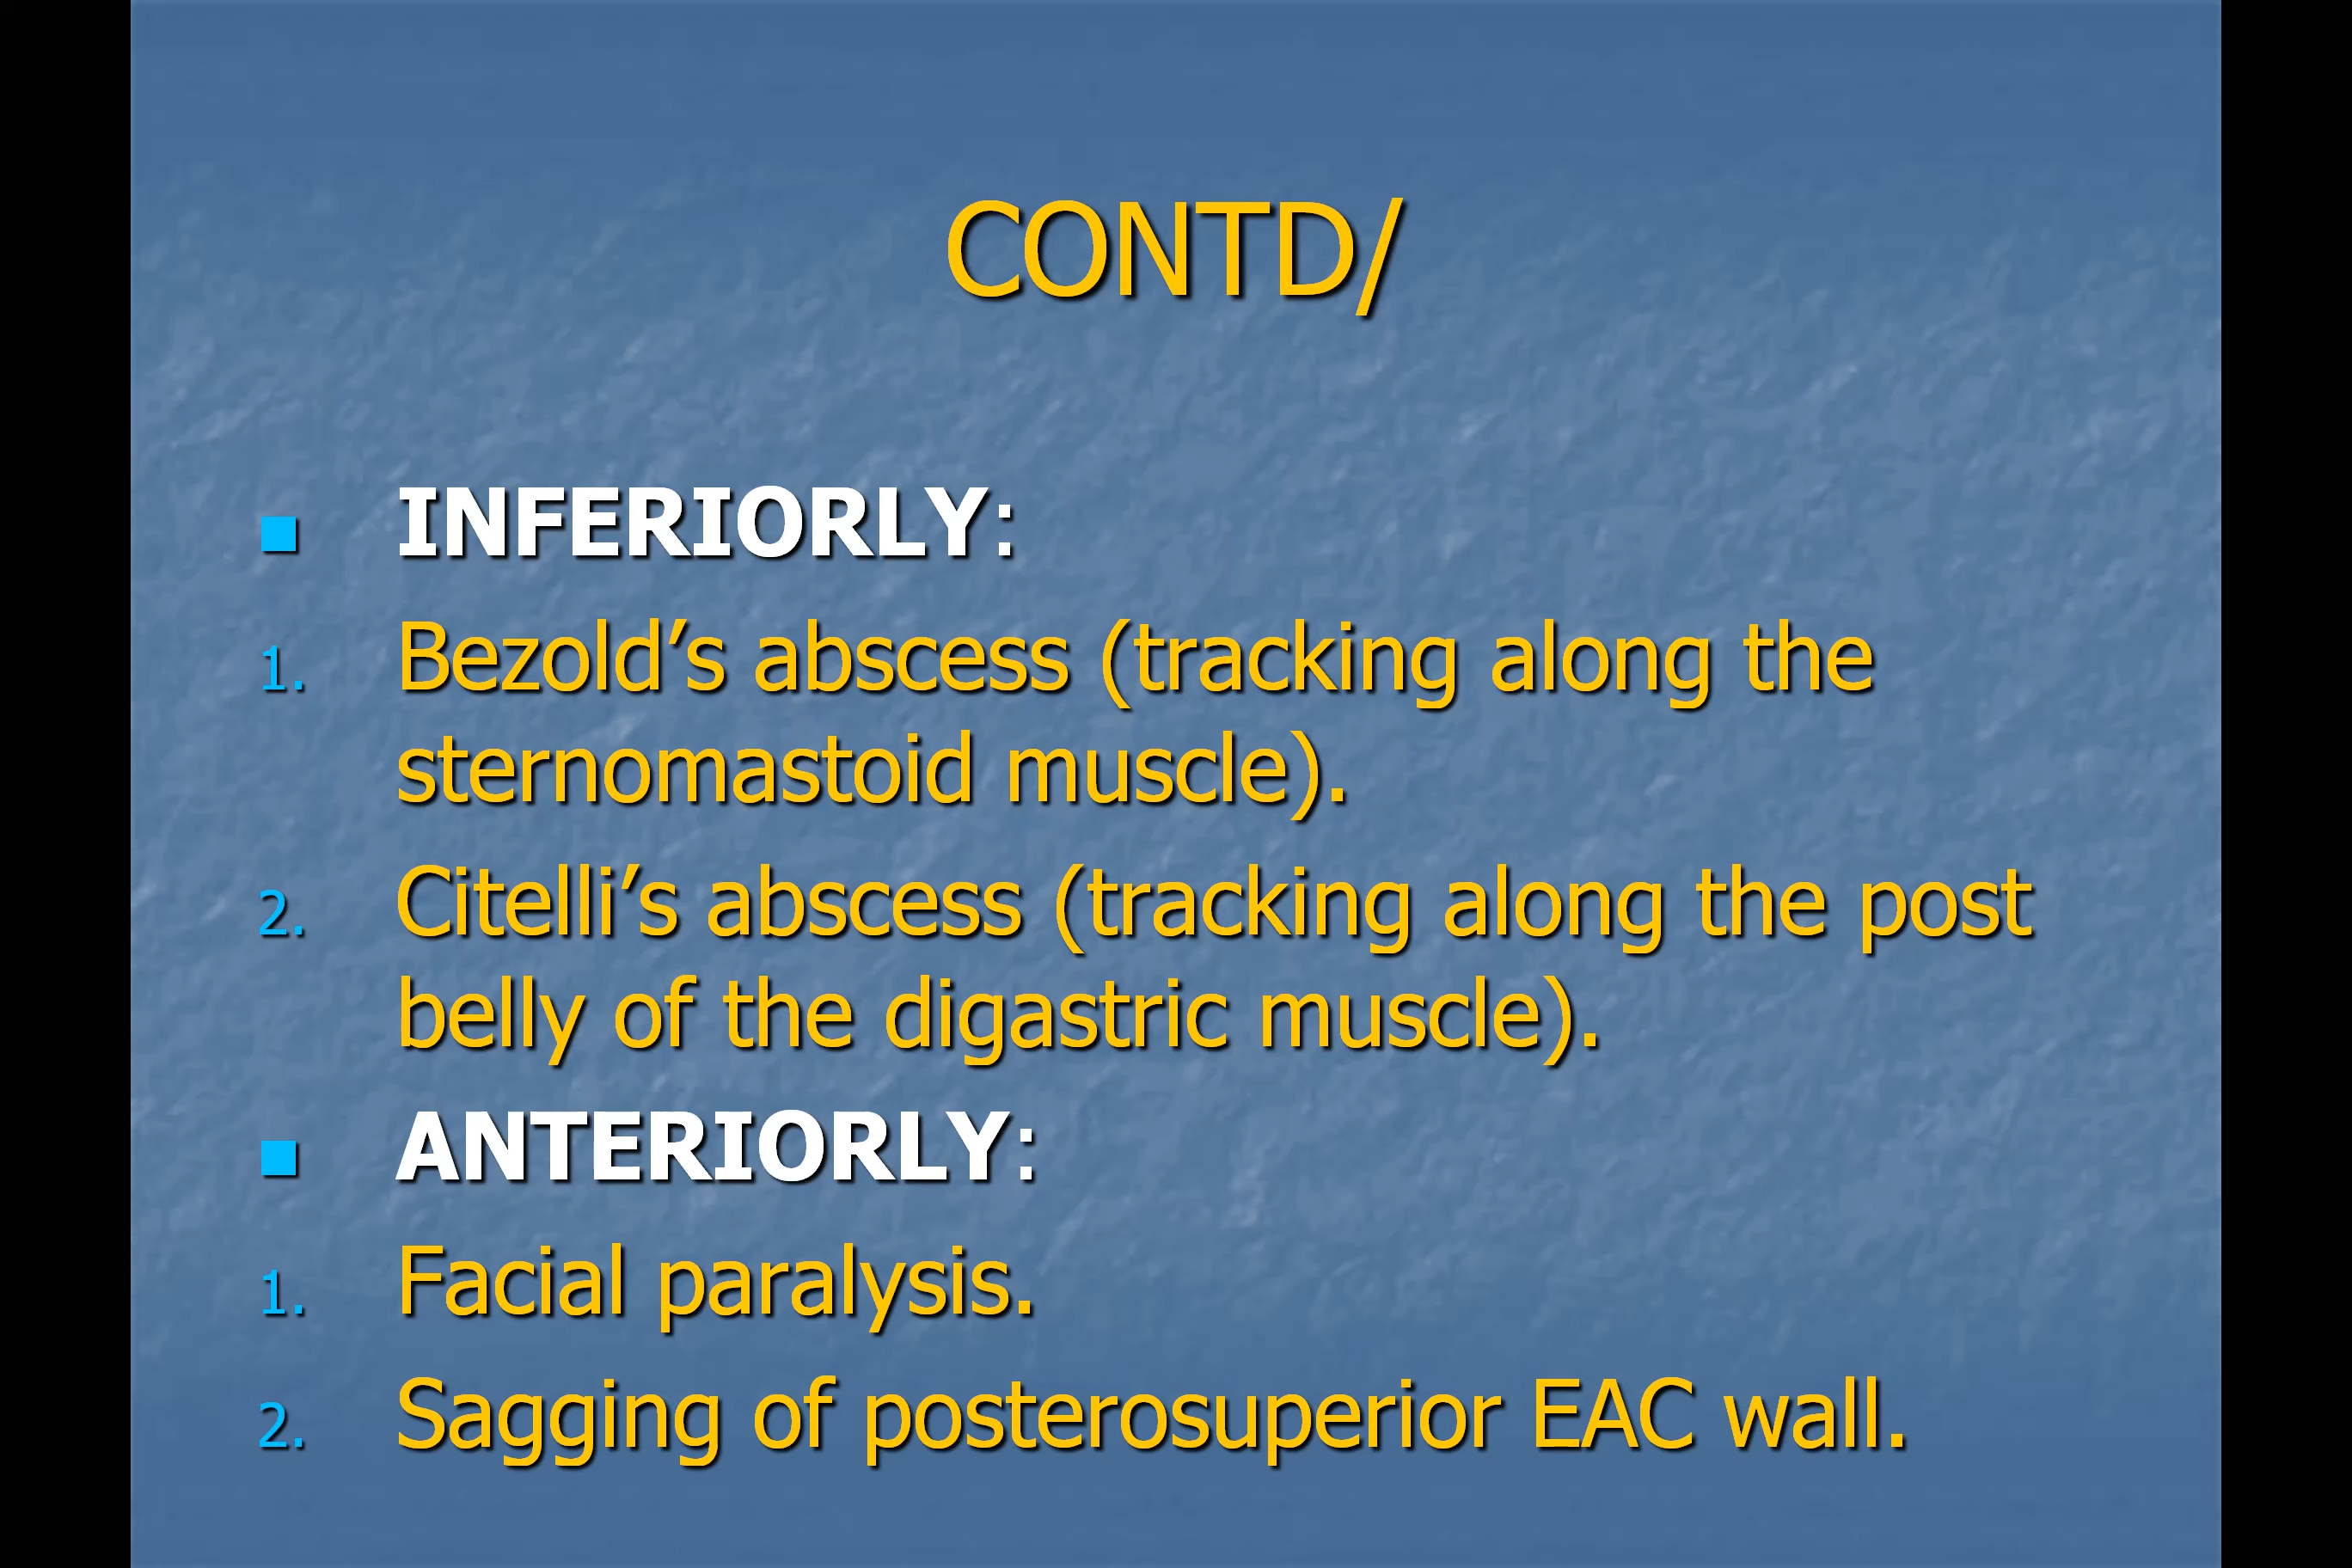 CONTD/
INFERIORLY:
1. Bezold’s abscess (tracking along the
sternomastoid muscle).
2. Citelli’s abscess (tracking along the post
belly of the digastric muscle).
ANTERIORLY:
1. Facial paralysis.
2. Sagging of posterosuperior EAC wall.